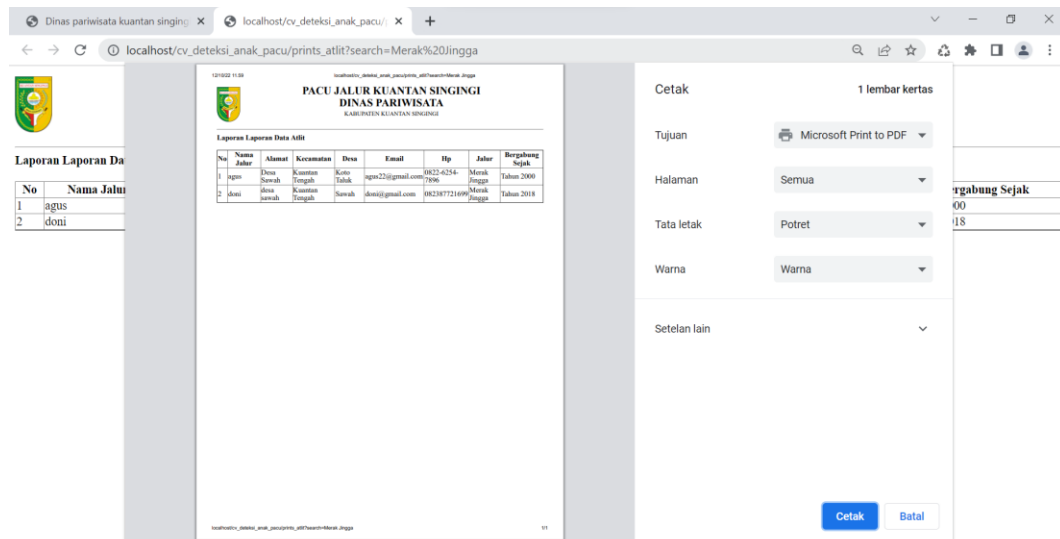 Dinas pariwisata kuantan singing
localhost/cv_deteksi_anak_pacu/
localhost/cv_deteksi_anak_pacu/prints_atlit?search=Merak%20Jingga
Laporan Laporan Da
No Nama Jalur
1 agus
2 doni
12/10/22 11.59 localhost/cv_deteksi_anak_pacu/prints_atlit?search=Merak Jingga
PACU JALUR KUANTAN SINGINGI
DINAS PARIWISATA
KABUPATEN KUANTAN SINGINGI
Laporan Laporan Data Atlit
No Nama Jalur Alamat Kecamatan Desa Email Hp Jalur Bergabung Sejak
1 agus Desa Sawah Kuantan Tengah Koto Taluk agus22@gmail.com 0822-6254-7896 Merak Jingga Tahun 2000
2 doni desa sawah Kuantan Tengah Sawah doni@gmail.com 082387721699 Merak Jingga Tahun 2018
localhost/cv_deteksi_anak_pacu/prints_atlit?search=Merak Jingga 1/1
Cetak 1 lembar kertas
Tujuan Microsoft Print to PDF
Halaman Semua
Tata letak Potret
Warna Warna
Setelan lain
Cetak Batal
ergabung Sejak
00
18